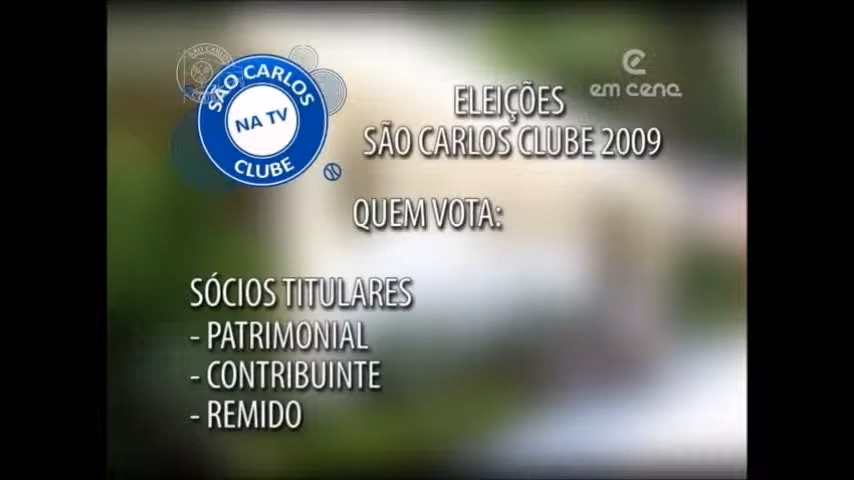 SÃO CARLOS
NA TV
CLUBE
em cena
ELEIÇÕES
SÃO CARLOS CLUBE 2009
QUEM VOTA:
SÓCIOS TITULARES
- PATRIMONIAL
- CONTRIBUINTE
- REMIDO